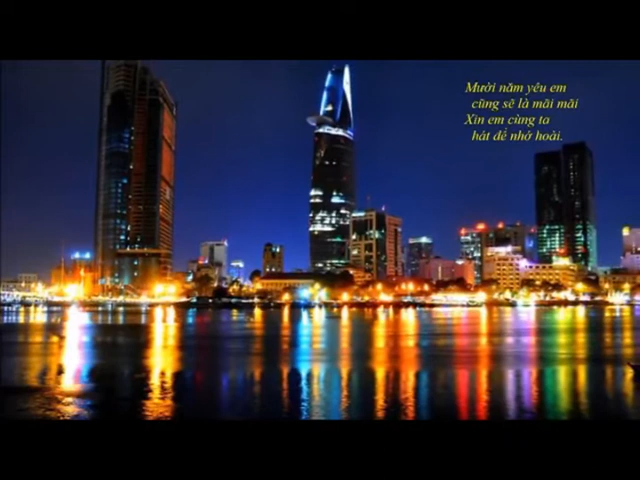 Mười năm yêu em
cũng sẽ là mãi mãi
Xin em cùng ta
hát để nhớ hoài.